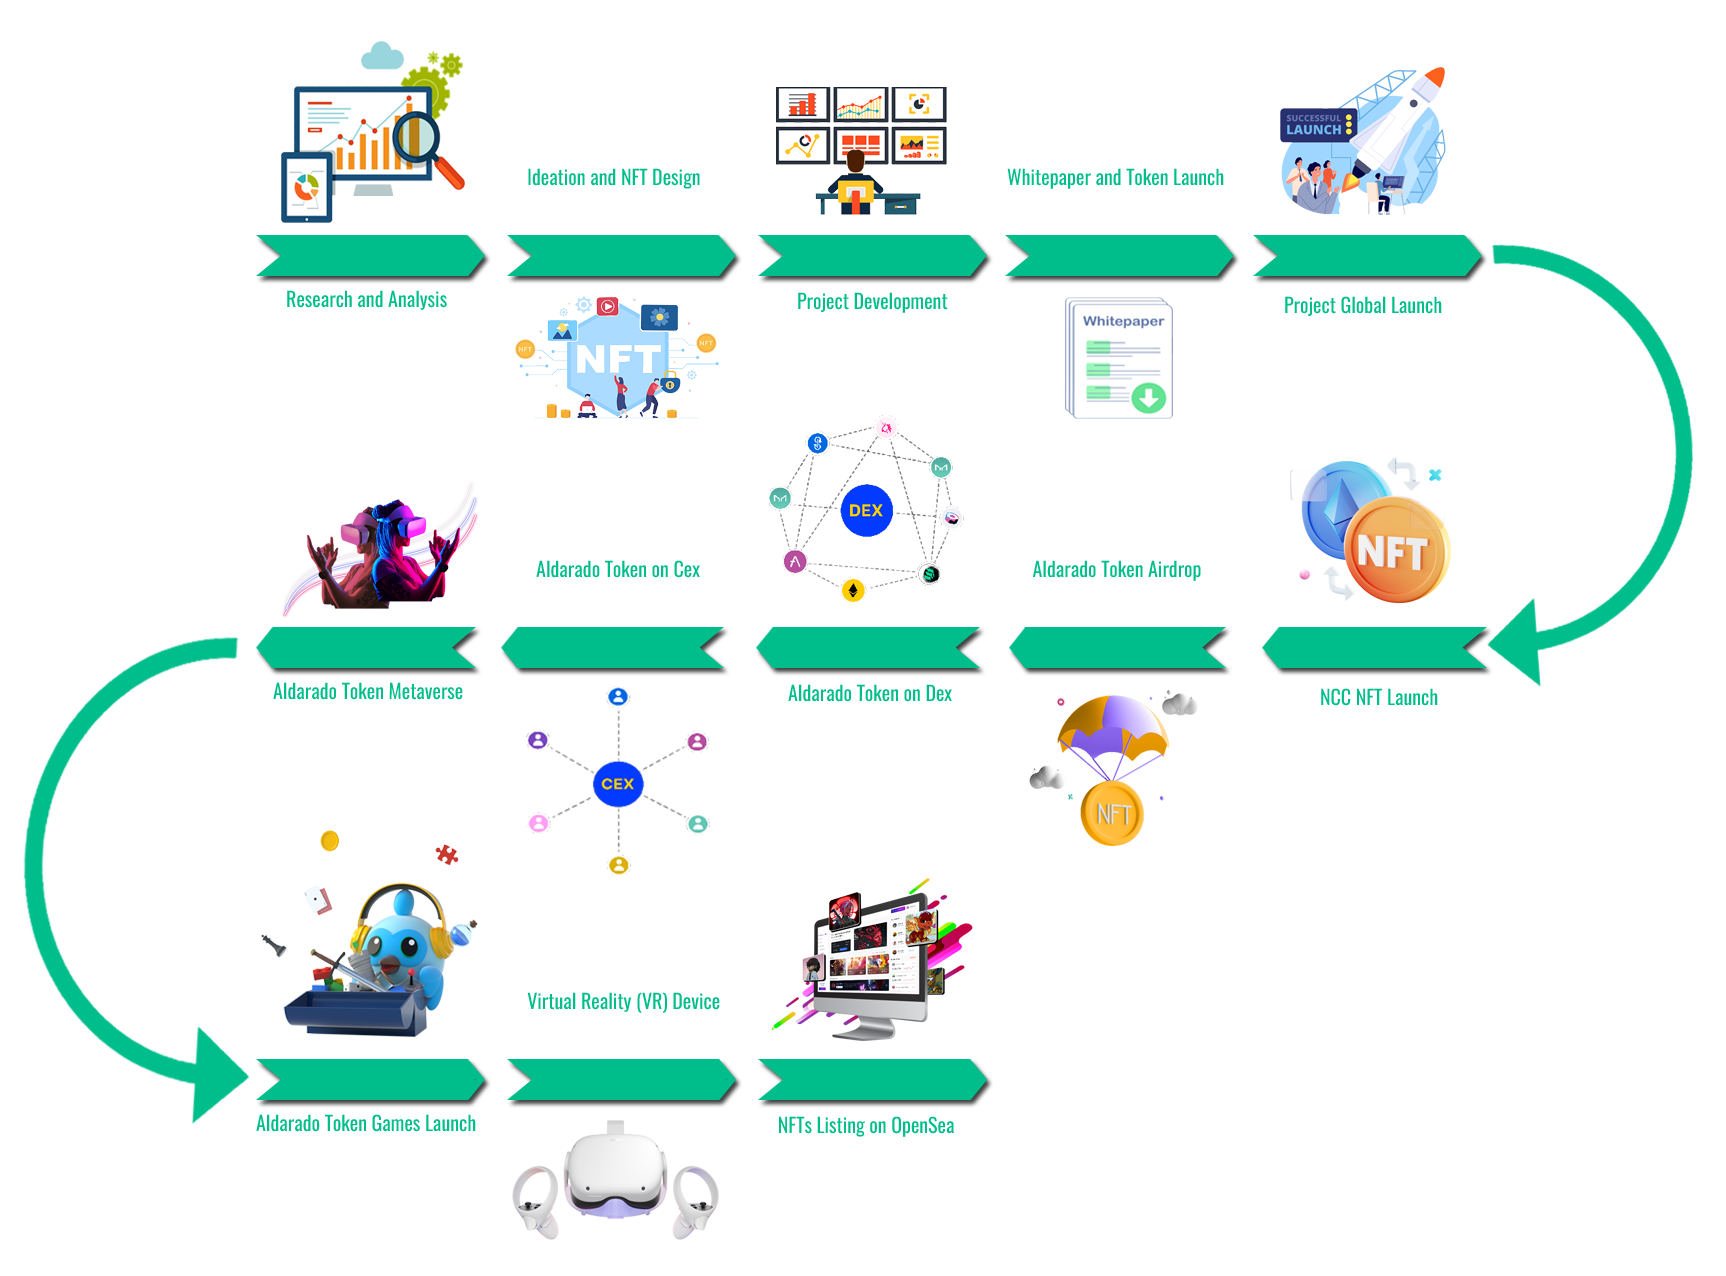 Ideation and NFT Design
Whitepaper and Token Launch
SUCCESSFUL
LAUNCH
Research and Analysis
Project Development
Project Global Launch
NFT
NFT
NFT
Whitepaper
DEX
Aldarado Token on Cex
Aldarado Token Airdrop
NFT
Aldarado Token Metaverse
Aldarado Token on Dex
NCC NFT Launch
CEX
NFT
Virtual Reality (VR) Device
Aldarado Token Games Launch
NFTs Listing on OpenSea